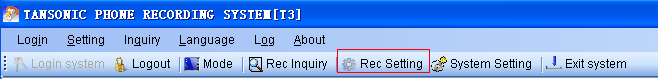 TANSONIC PHONE RECORDING SYSTEM[T3]
Login Setting Inquiry Language Log About
Login system Logout Mode Rec Inquiry Rec Setting System Setting Exit system